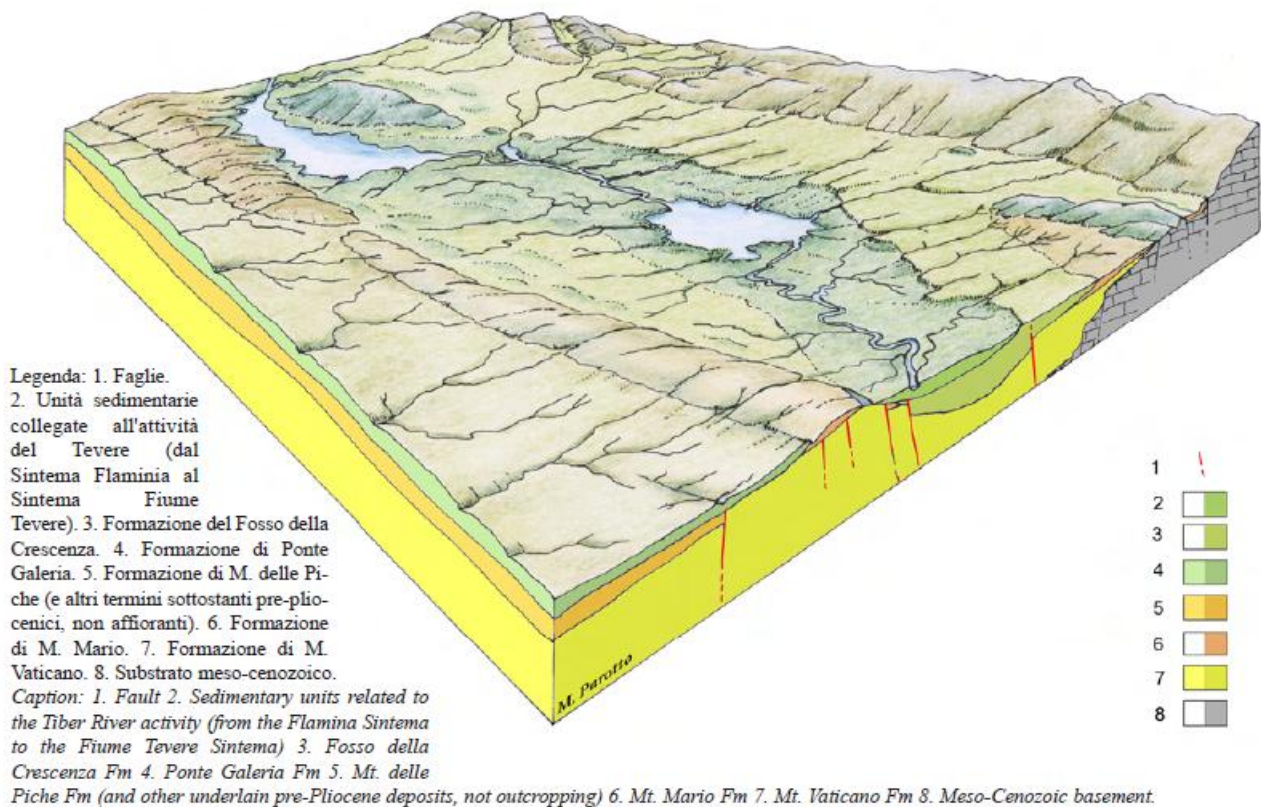 Legenda: 1. Faglie.
2. Unità sedimentarie
collegate all'attività
del Tevere (dal
Sintema Flaminia al
Sintema Fiume
Tevere). 3. Formazione del Fosso della
Crescenza. 4. Formazione di Ponte
Galeria. 5. Formazione di M. delle Pi-
che (e altri termini sottostanti pre-plio-
cenici, non affioranti). 6. Formazione
di M. Mario. 7. Formazione di M.
Vaticano. 8. Substrato meso-cenozoico.
Caption: 1. Fault 2. Sedimentary units related to
the Tiber River activity (from the Flamina Sintema
to the Fiume Tevere Sintema) 3. Fosso della
Crescenza Fm 4. Ponte Galeria Fm 5. Mt. delle
Piche Fm (and other underlain pre-Pliocene deposits, not outcropping) 6. Mt. Mario Fm 7. Mt. Vaticano Fm 8. Meso-Cenozoic basement.
M. Parotto
1
2
3
4
5
6
7
8